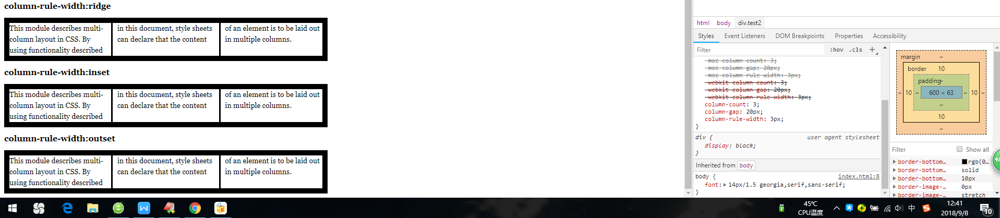 column-rule-width:ridge
This module describes multi-
column layout in CSS. By
using functionality described
in this document, style sheets
can declare that the content
of an element is to be laid out
in multiple columns.
column-rule-width:inset
This module describes multi-
column layout in CSS. By
using functionality described
in this document, style sheets
can declare that the content
of an element is to be laid out
in multiple columns.
column-rule-width:outset
This module describes multi-
column layout in CSS. By
using functionality described
in this document, style sheets
can declare that the content
of an element is to be laid out
in multiple columns.
html body div.test2
Styles Event Listeners DOM Breakpoints Properties Accessibility
Filter :hov .cls +
-moz-column-count: 3;
-moz-column-gap: 20px;
-moz-column-rule-width: 3px;
-webkit-column-count: 3;
-webkit-column-gap: 20px;
-webkit-column-rule-width: 3px;
column-count: 3;
column-gap: 20px;
column-rule-width: 3px;
}
div { user agent stylesheet
display: block;
}
Inherited from body
body { index.html:8
font: 14px/1.5 georgia,serif,sans-serif;
}
margin –
border 10
padding –
– 10 – 600 × 63 – 10 –
–
10
–
Filter Show all
border-bottom… rgb(0…
border-bottom… solid
border-bottom… 10px
border-image-… 0px
border-image-… stretch
48
45℃
CPU温度
中
12:41
2018/9/8
10